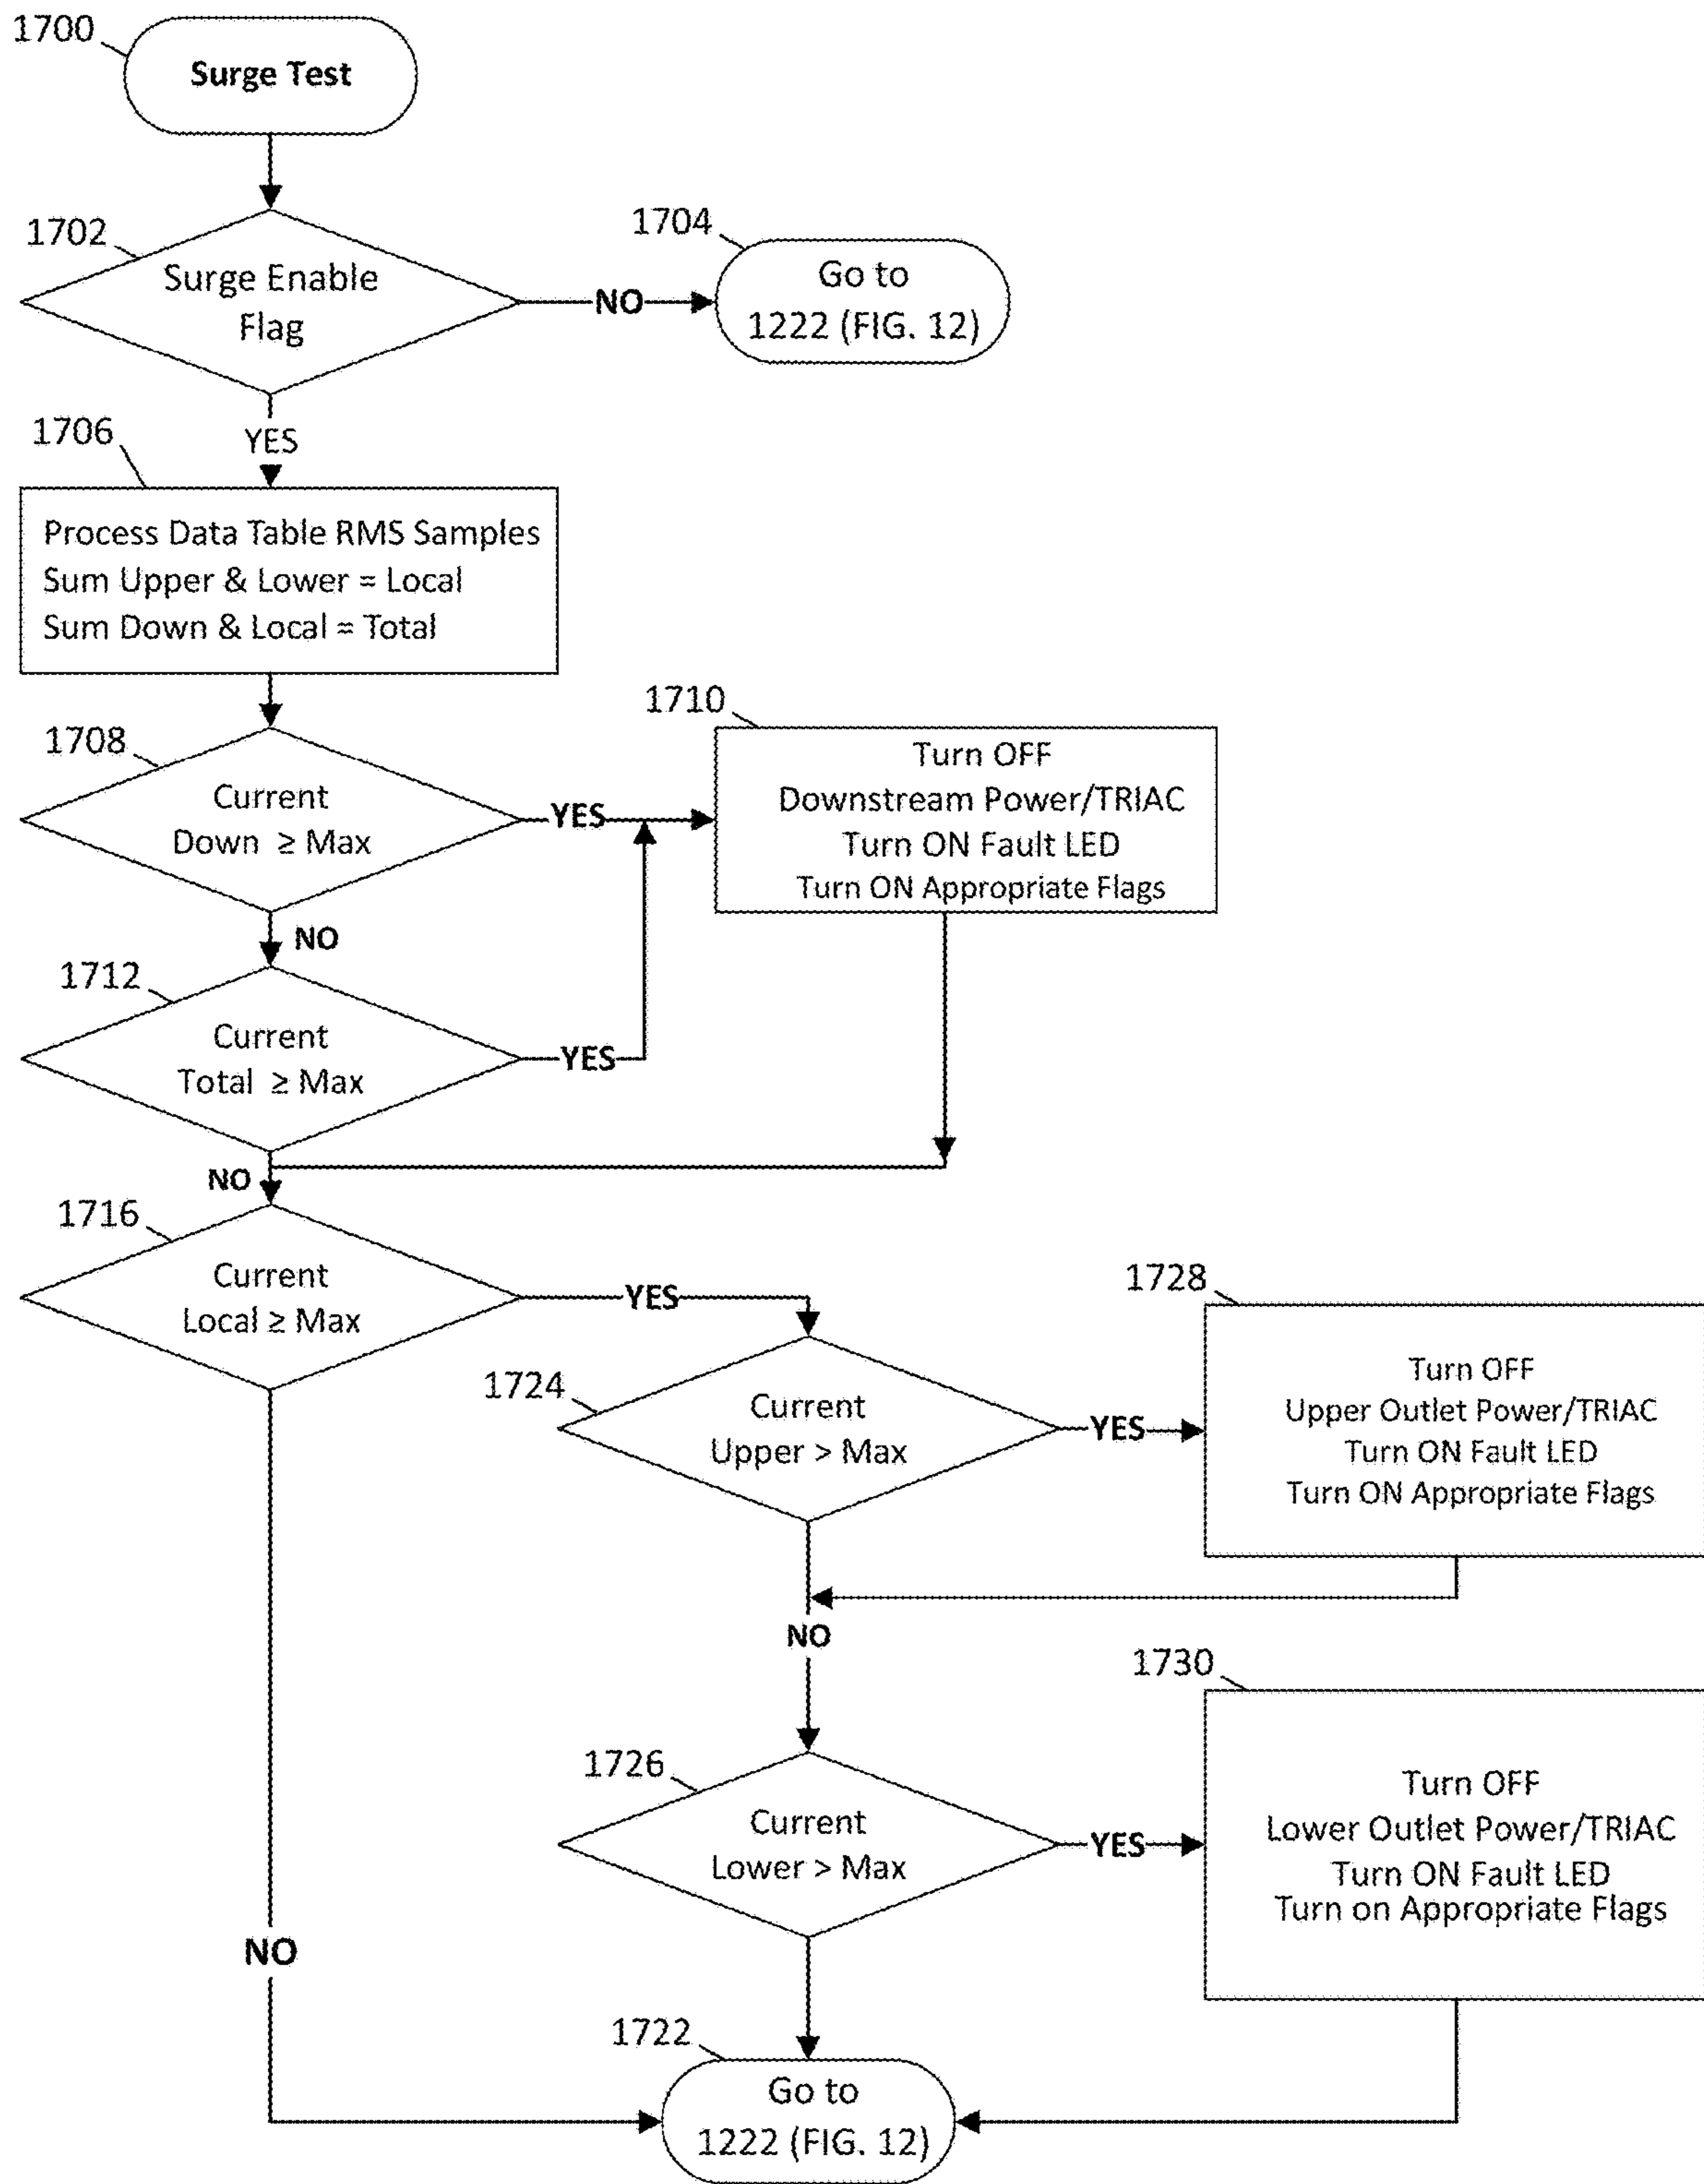 1700
Surge Test
1702
Surge Enable
Flag
NO
1704
Go to
1222 (FIG. 12)
YES
1706
Process Data Table RMS Samples
Sum Upper & Lower = Local
Sum Down & Local = Total
1708
Current
Down ≥ Max
YES
1710
Turn OFF
Downstream Power/TRIAC
Turn ON Fault LED
Turn ON Appropriate Flags
NO
1712
Current
Total ≥ Max
YES
NO
1716
Current
Local ≥ Max
YES
1724
Current
Upper > Max
YES
1728
Turn OFF
Upper Outlet Power/TRIAC
Turn ON Fault LED
Turn ON Appropriate Flags
NO
1726
Current
Lower > Max
YES
1730
Turn OFF
Lower Outlet Power/TRIAC
Turn ON Fault LED
Turn on Appropriate Flags
NO
1722
Go to
1222 (FIG. 12)